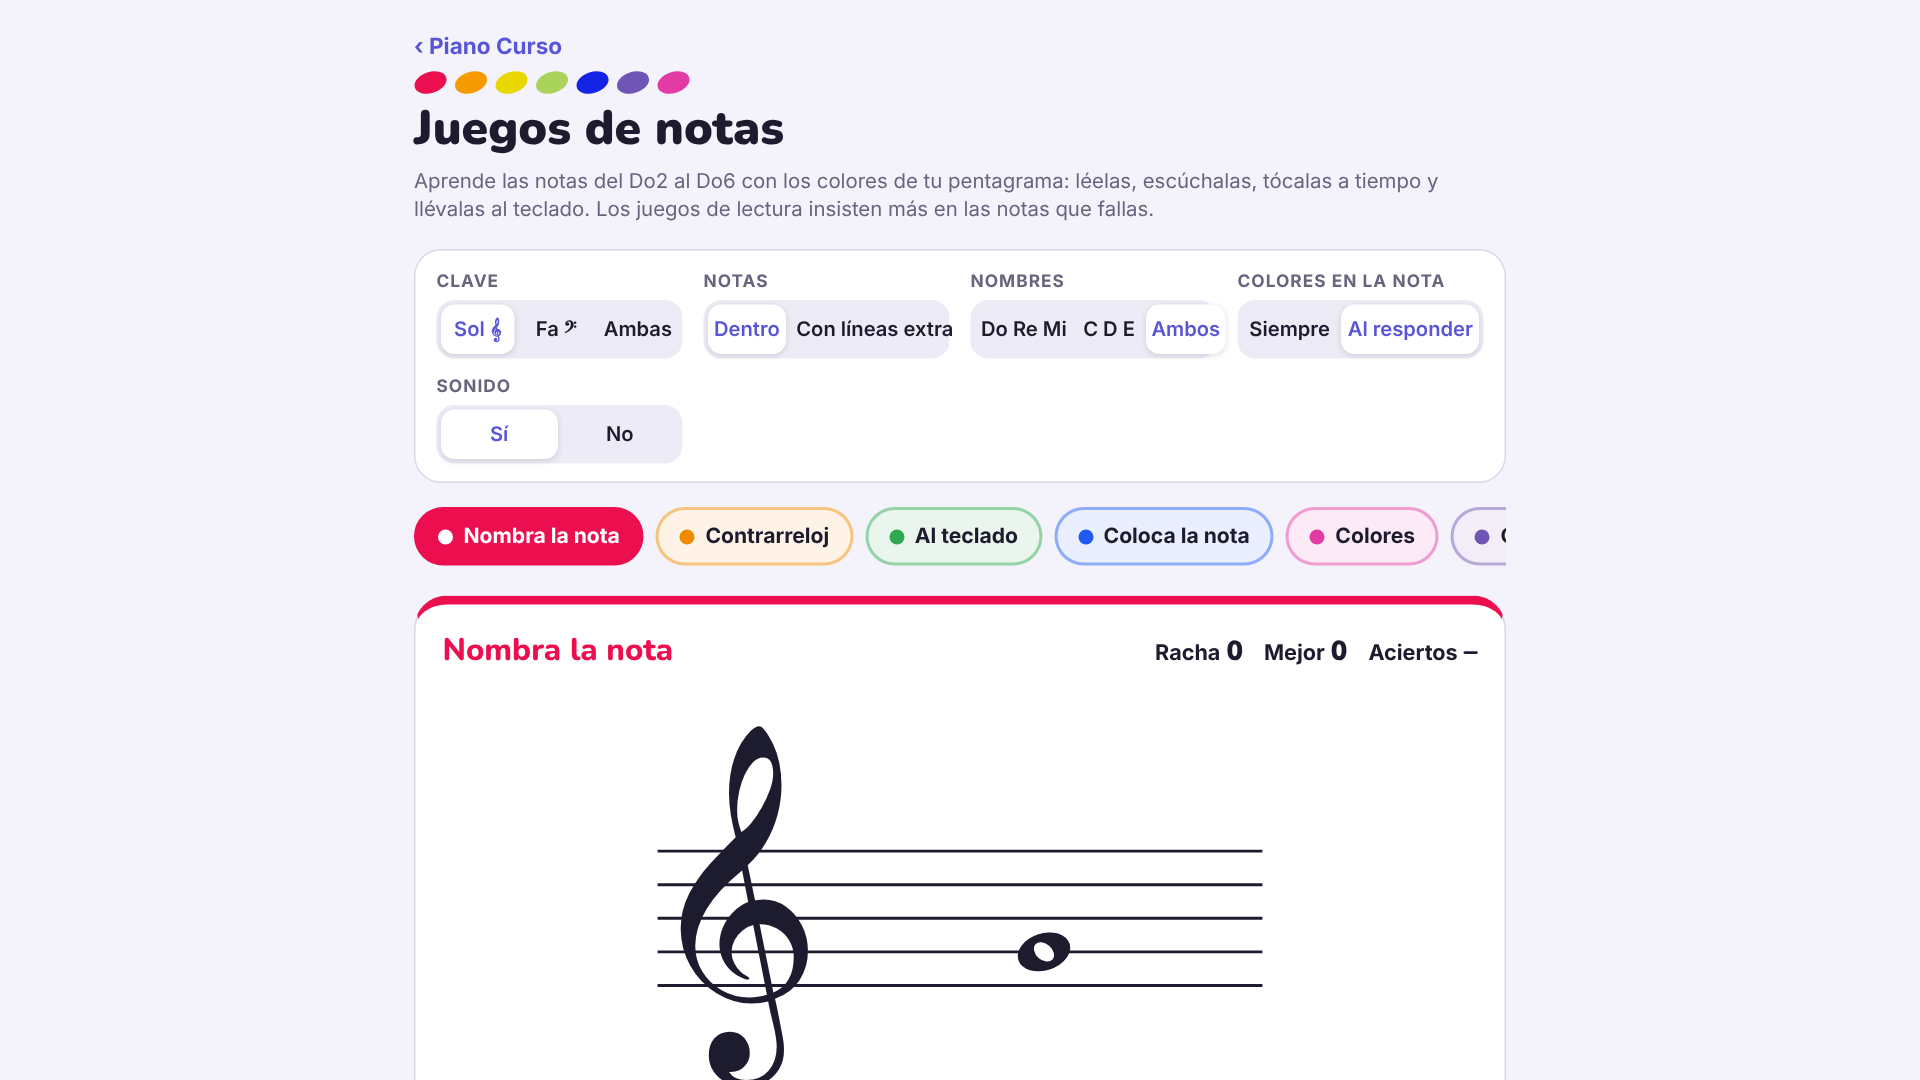 ‹ Piano Curso
Juegos de notas
Aprende las notas del Do2 al Do6 con los colores de tu pentagrama: léelas, escúchalas, tócalas a tiempo y
llévalas al teclado. Los juegos de lectura insisten más en las notas que fallas.
CLAVE
Sol 𝄞 Fa 𝄢 Ambas
NOTAS
Dentro Con líneas extra
NOMBRES
Do Re Mi C D E Ambos
COLORES EN LA NOTA
Siempre Al responder
SONIDO
Sí No
Nombra la nota Contrarreloj Al teclado Coloca la nota Colores
Nombra la nota
Racha 0 Mejor 0 Aciertos –